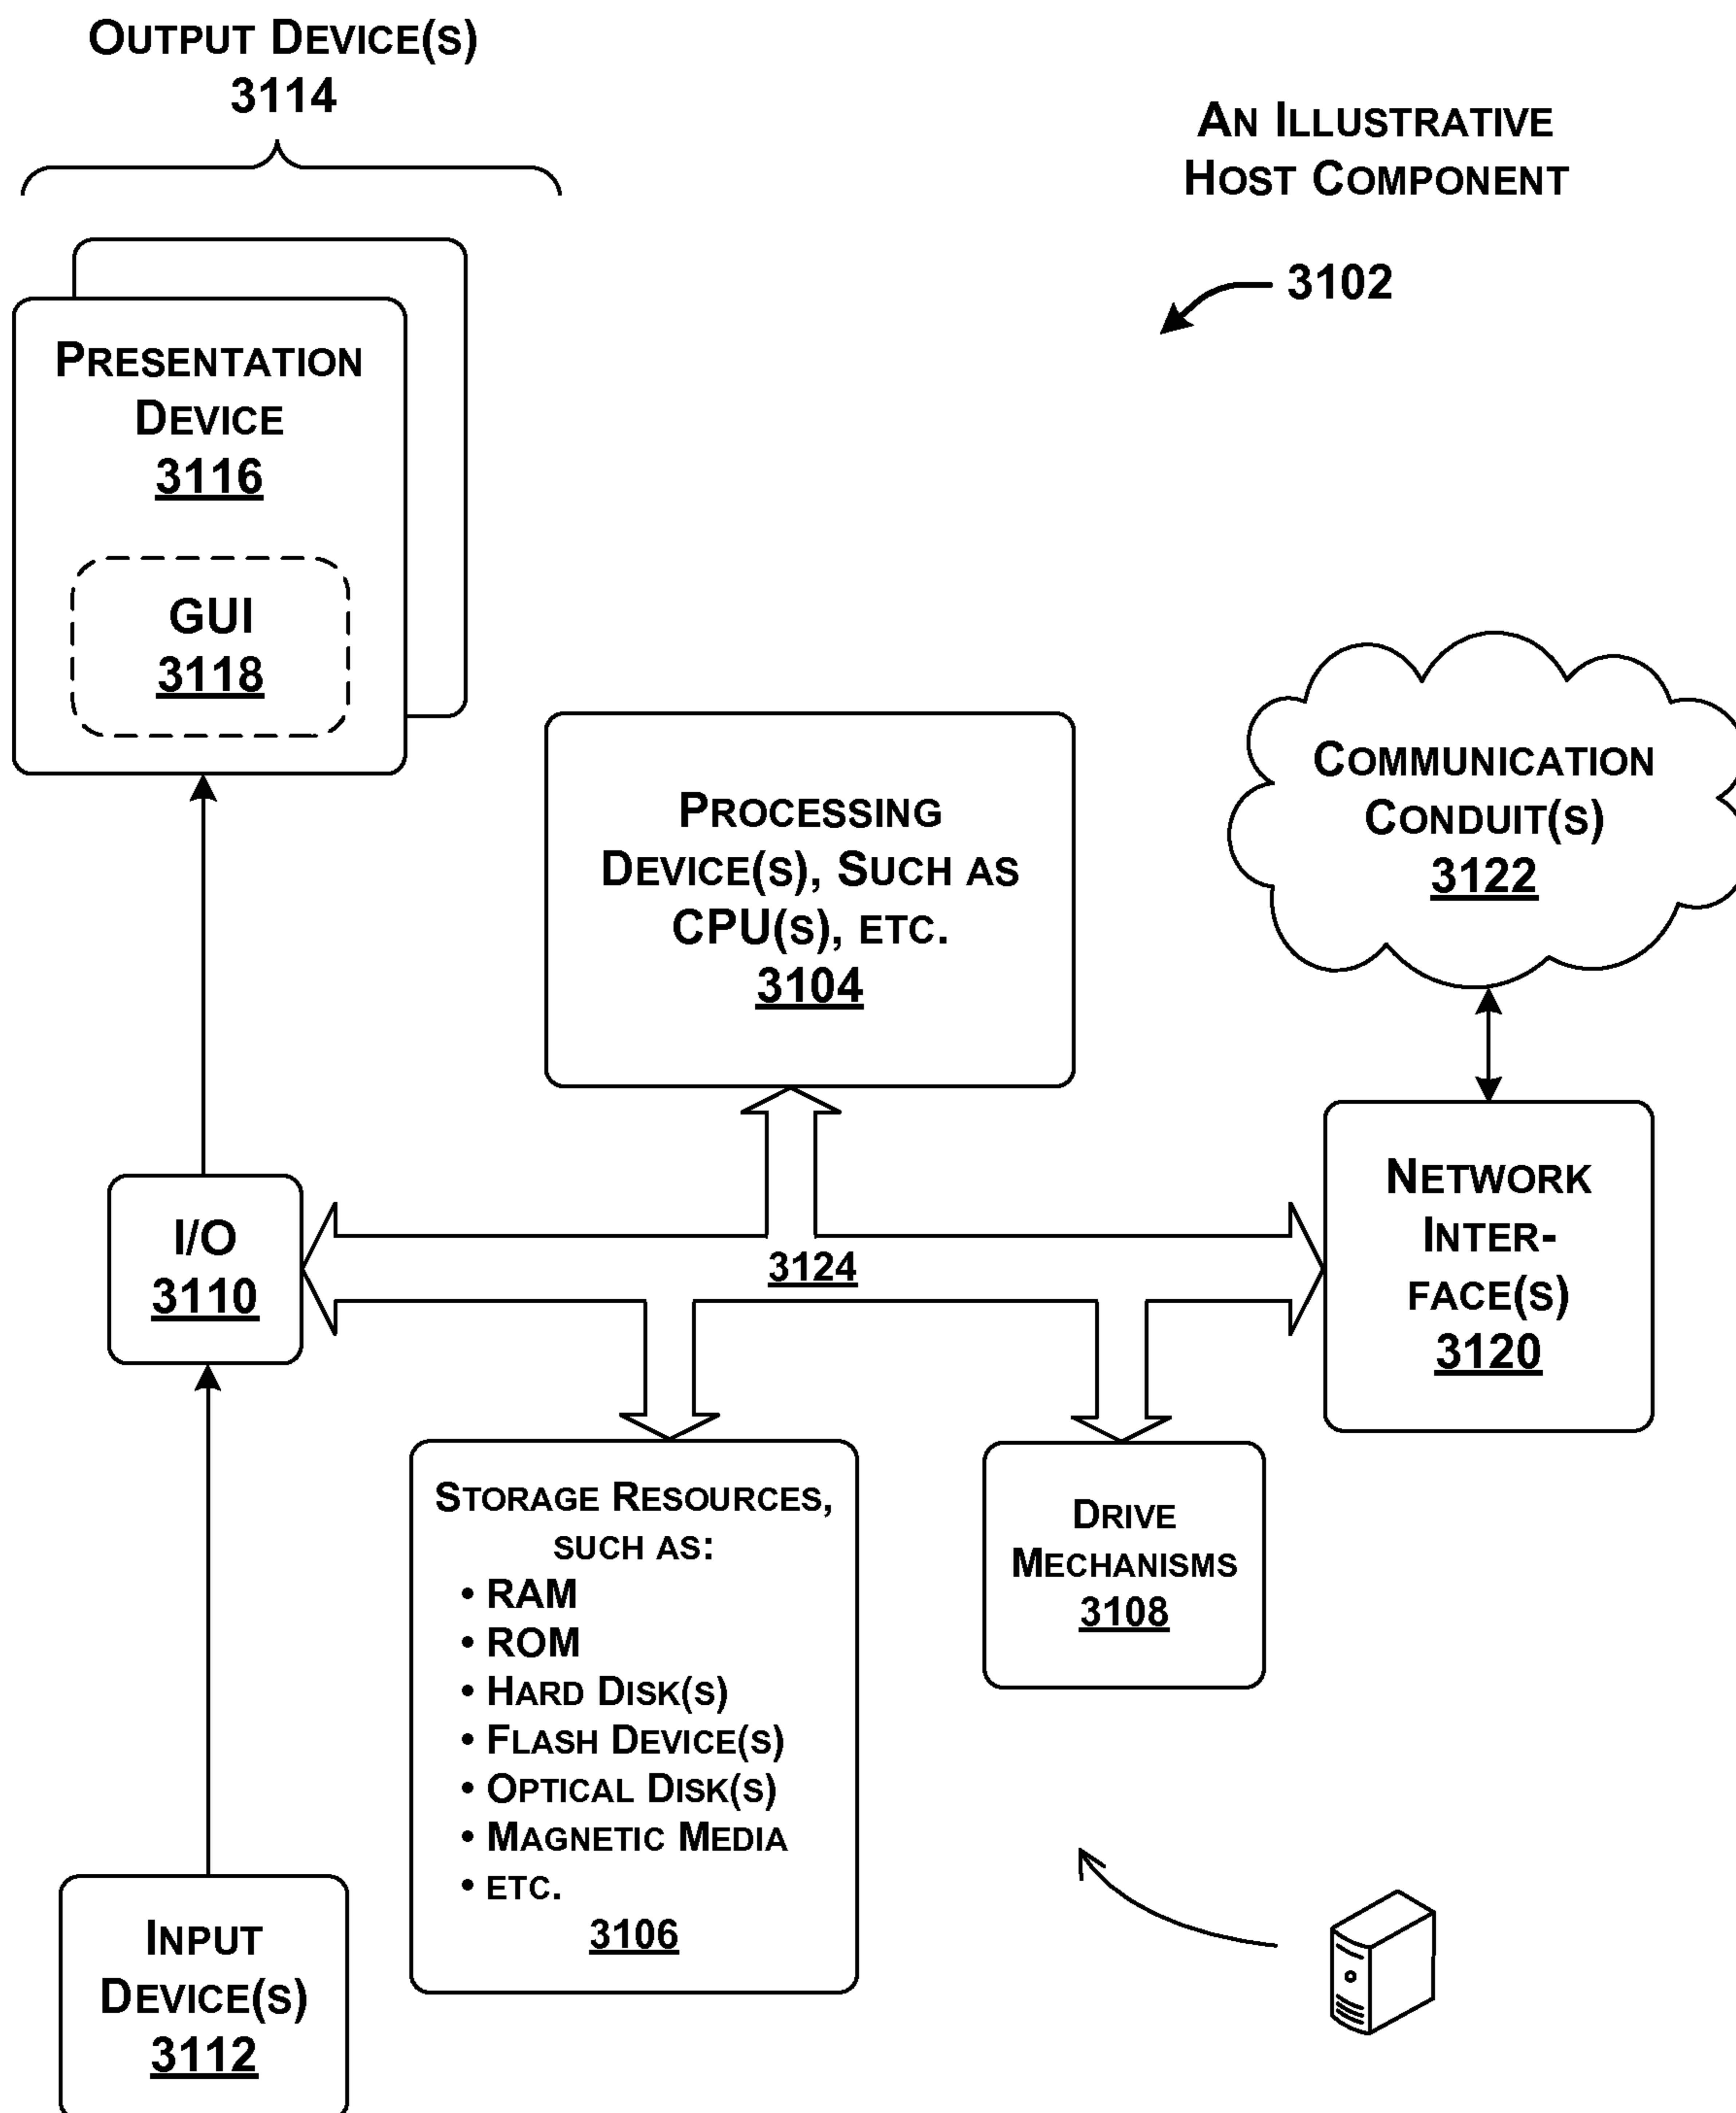 OUTPUT DEVICE(S)
3114
AN ILLUSTRATIVE
HOST COMPONENT
3102
PRESENTATION
DEVICE
3116
GUI
3118
PROCESSING
DEVICE(S), SUCH AS
CPU(S), ETC.
3104
COMMUNICATION
CONDUIT(S)
3122
I/O
3110
3124
NETWORK
INTER-
FACE(S)
3120
STORAGE RESOURCES,
SUCH AS:
• RAM
• ROM
• HARD DISK(S)
• FLASH DEVICE(S)
• OPTICAL DISK(S)
• MAGNETIC MEDIA
• ETC.
3106
DRIVE
MECHANISMS
3108
INPUT
DEVICE(S)
3112